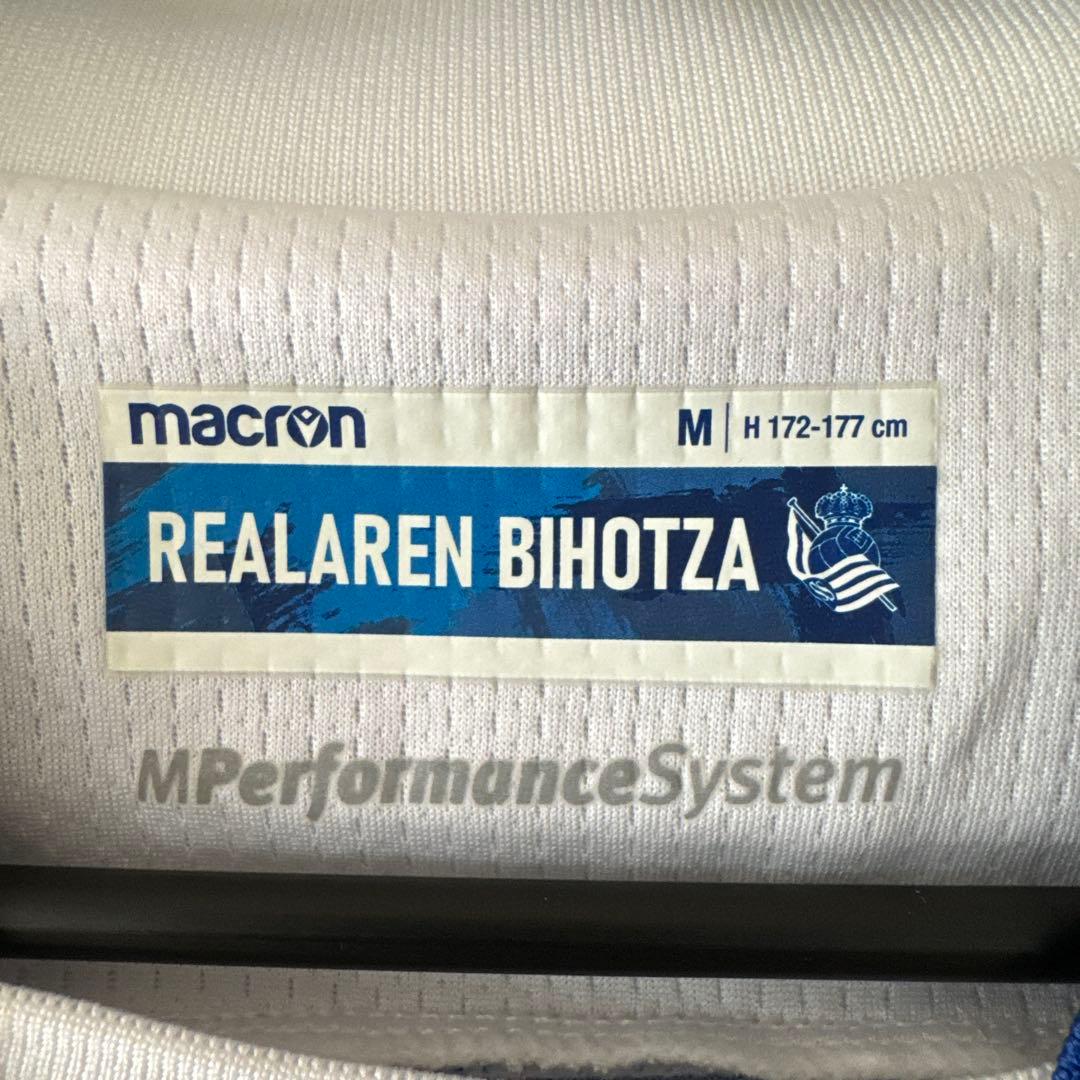 macron M | H 172-177 cm
REALAREN BIHOTZA
MPerformanceSystem